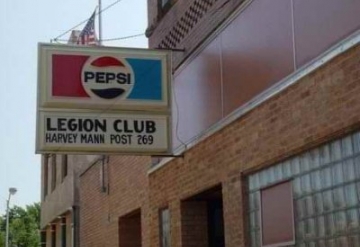 PEPSI
LEGION CLUB
HARVEY MANN POST 269